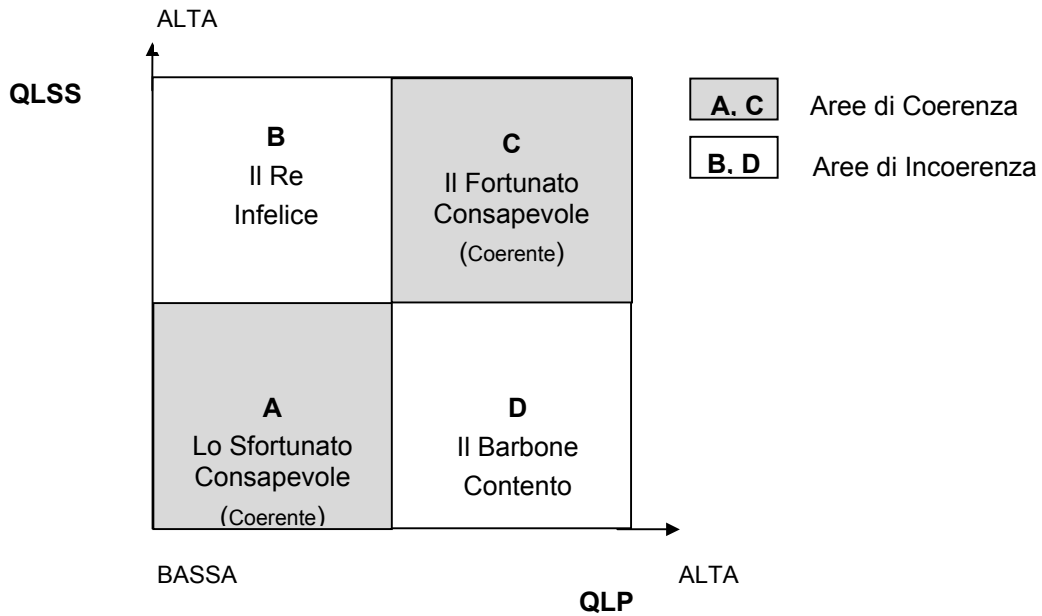 ALTA
QLSS
B
Il Re
Infelice
C
Il Fortunato
Consapevole
(Coerente)
A, C Aree di Coerenza
B, D Aree di Incoerenza
A
Lo Sfortunato
Consapevole
(Coerente)
D
Il Barbone
Contento
BASSA
ALTA
QLP